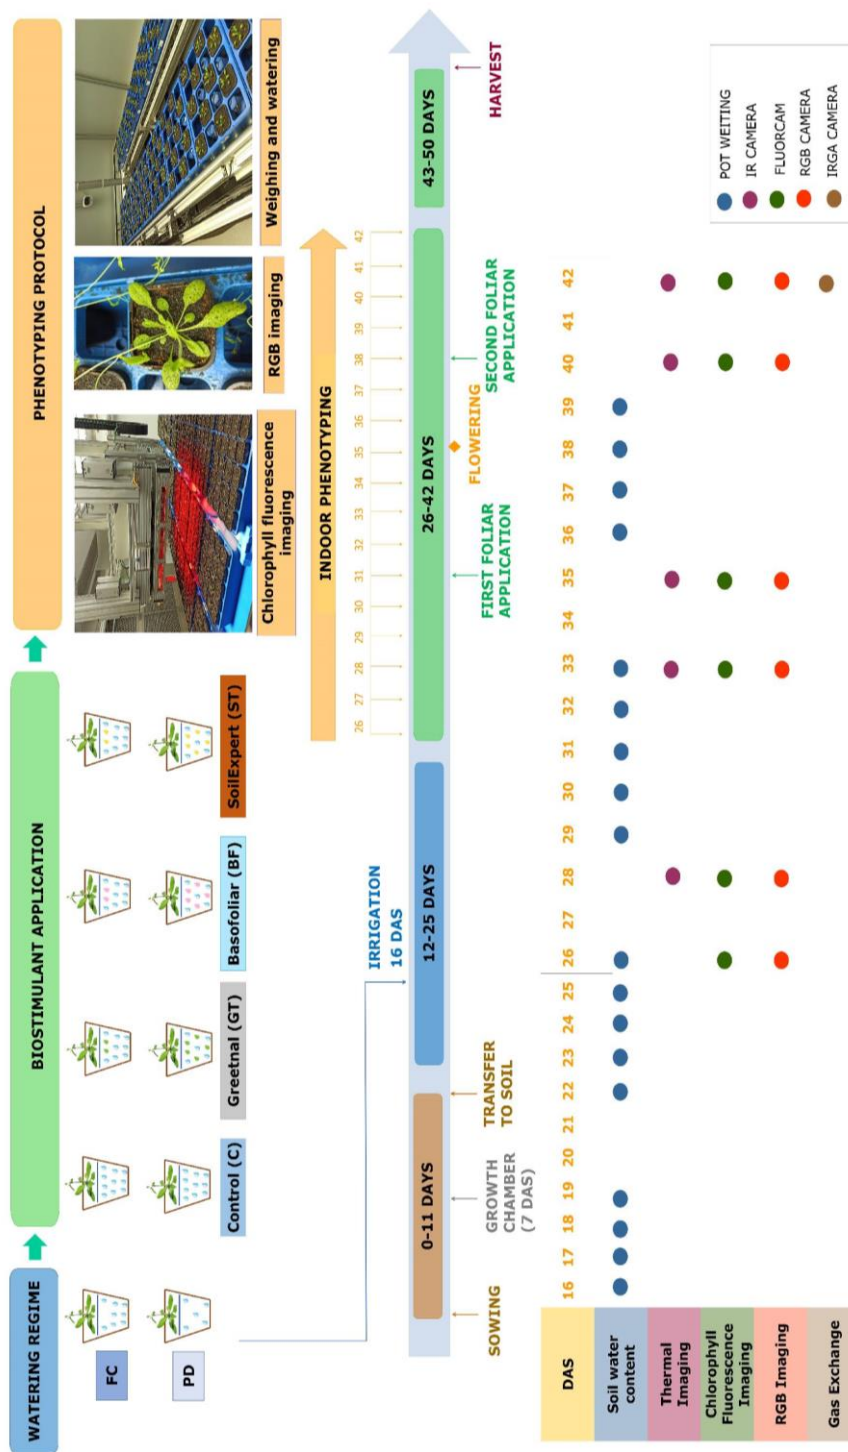 WATERING REGIME
BIOSTIMULANT APPLICATION
PHENOTYPING PROTOCOL
FC
PD
Control (C)
Greetnal (GT)
Basofoliar (BF)
SoilExpert (ST)
Chlorophyll fluorescence
imaging
RGB imaging
Weighing and watering
INDOOR PHENOTYPING
26 27 28 29 30 31 32 33 34 35 36 37 38 39 40 41 42
IRRIGATION
16 DAS
0-11 DAYS
12-25 DAYS
26-42 DAYS
43-50 DAYS
SOWING
GROWTH
CHAMBER
(7 DAS)
TRANSFER
TO SOIL
FIRST FOLIAR
APPLICATION
FLOWERING
SECOND FOLIAR
APPLICATION
HARVEST
DAS
16 17 18 19 20 21 22 23 24 25 26 27 28 29 30 31 32 33 34 35 36 37 38 39 40 41 42
Soil water
content
Thermal
Imaging
Chlorophyll
Fluorescence
Imaging
RGB Imaging
Gas Exchange
POT WEITING
IR CAMERA
FLUORCAM
RGB CAMERA
IRGA CAMERA